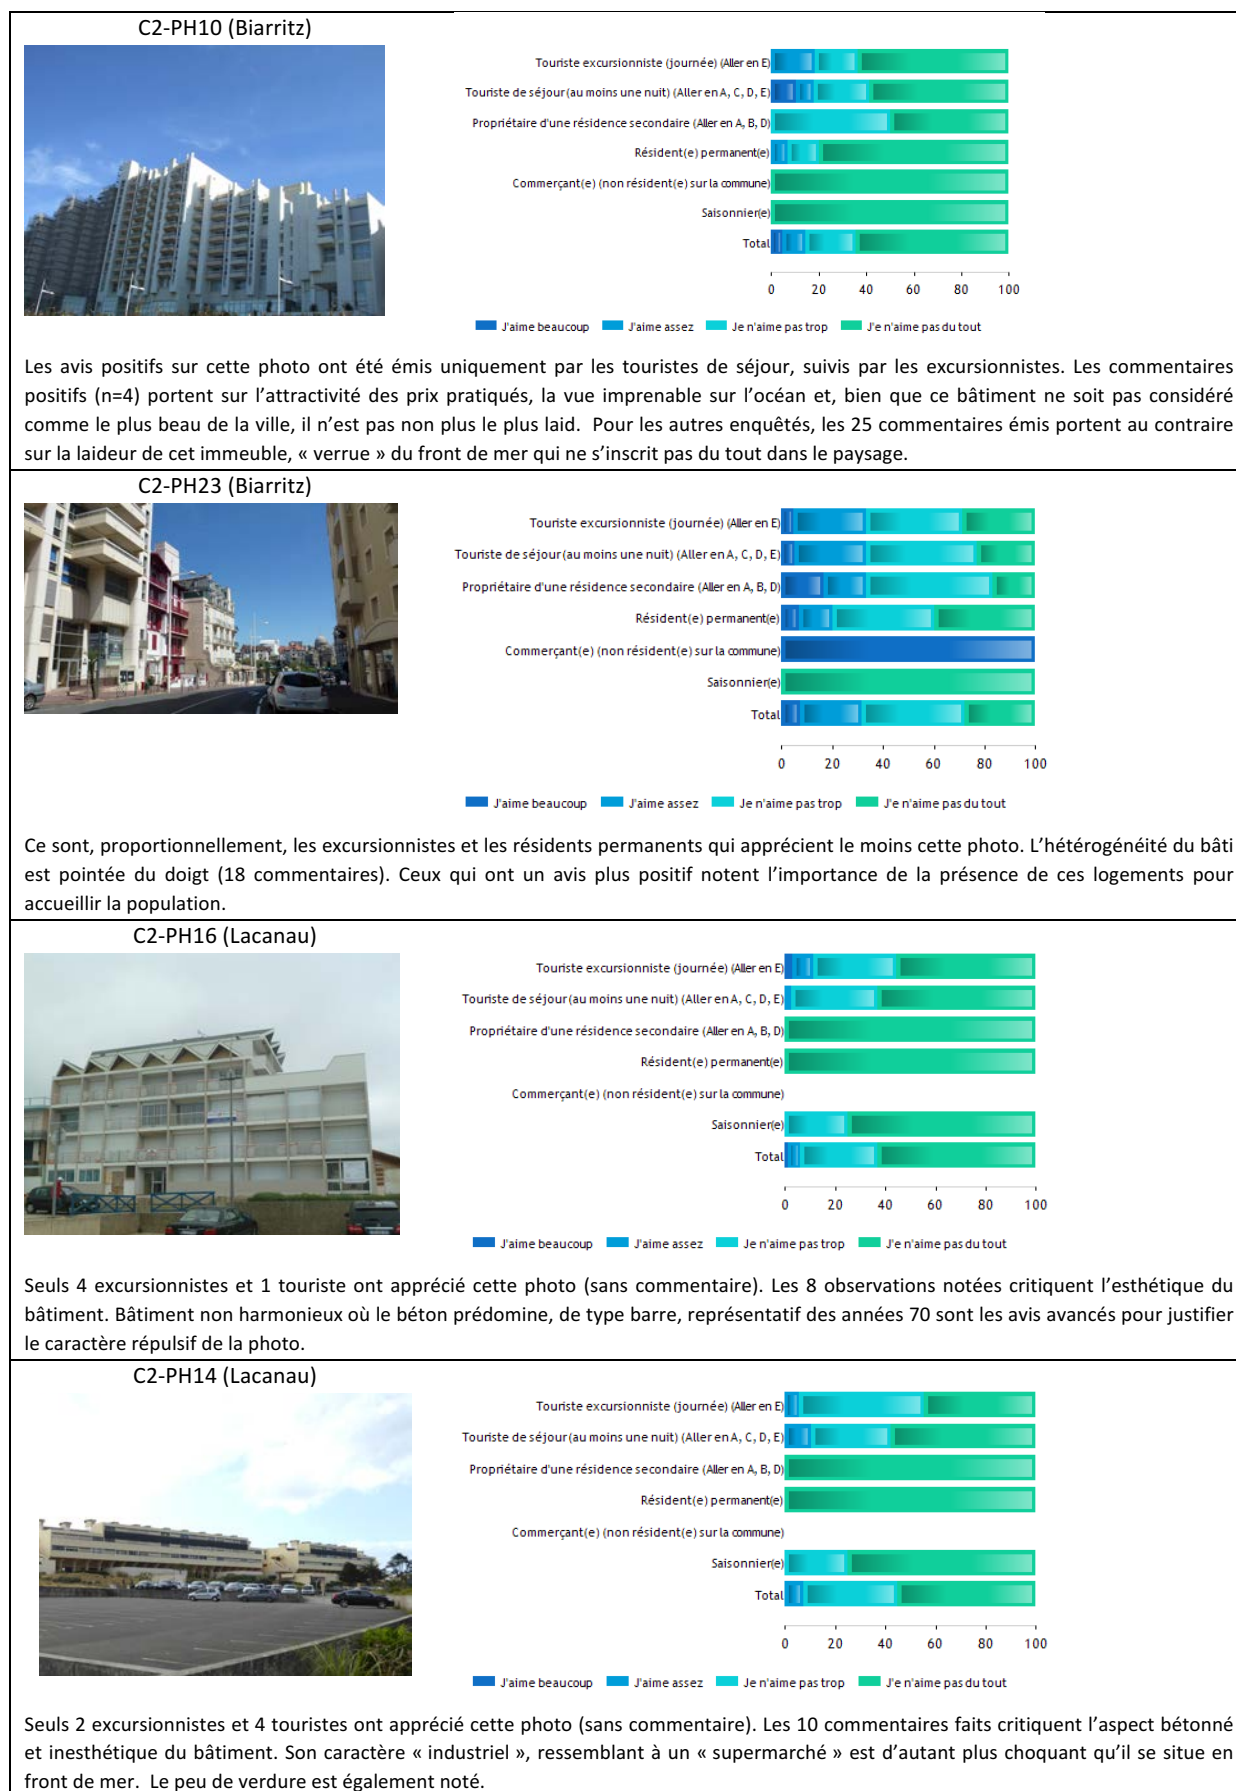 C2-PH10 (Biarritz)
Touriste excursionniste (journée) (Aller en E)
Touriste de séjour (au moins une nuit) (Aller en A, C, D, E)
Propriétaire d'une résidence secondaire (Aller en A, B, D)
Résident(e) permanent(e)
Commerçant(e) (non résident(e) sur la commune)
Saisonnier(e)
Total
0 20 40 60 80 100
J'aime beaucoup J'aime assez Je n'aime pas trop J'e n'aime pas du tout
Les avis positifs sur cette photo ont été émis uniquement par les touristes de séjour, suivis par les excursionnistes. Les commentaires
positifs (n=4) portent sur l'attractivité des prix pratiqués, la vue imprenable sur l'océan et, bien que ce bâtiment ne soit pas considéré
comme le plus beau de la ville, il n'est pas non plus le plus laid. Pour les autres enquêtés, les 25 commentaires émis portent au contraire
sur la laideur de cet immeuble, « verrue » du front de mer qui ne s'inscrit pas du tout dans le paysage.
C2-PH23 (Biarritz)
Touriste excursionniste (journée) (Aller en E)
Touriste de séjour (au moins une nuit) (Aller en A, C, D, E)
Propriétaire d'une résidence secondaire (Aller en A, B, D)
Résident(e) permanent(e)
Commerçant(e) (non résident(e) sur la commune)
Saisonnier(e)
Total
0 20 40 60 80 100
J'aime beaucoup J'aime assez Je n'aime pas trop J'e n'aime pas du tout
Ce sont, proportionnellement, les excursionnistes et les résidents permanents qui apprécient le moins cette photo. L'hétérogénéité du bâti
est pointée du doigt (18 commentaires). Ceux qui ont un avis plus positif notent l'importance de la présence de ces logements pour
accueillir la population.
C2-PH16 (Lacanau)
Touriste excursionniste (journée) (Aller en E)
Touriste de séjour (au moins une nuit) (Aller en A, C, D, E)
Propriétaire d'une résidence secondaire (Aller en A, B, D)
Résident(e) permanent(e)
Commerçant(e) (non résident(e) sur la commune)
Saisonnier(e)
Total
0 20 40 60 80 100
J'aime beaucoup J'aime assez Je n'aime pas trop J'e n'aime pas du tout
Seuls 4 excursionnistes et 1 touriste ont apprécié cette photo (sans commentaire). Les 8 observations notées critiquent l'esthétique du
bâtiment. Bâtiment non harmonieux où le béton prédomine, de type barre, représentatif des années 70 sont les avis avancés pour justifier
le caractère répulsif de la photo.
C2-PH14 (Lacanau)
Touriste excursionniste (journée) (Aller en E)
Touriste de séjour (au moins une nuit) (Aller en A, C, D, E)
Propriétaire d'une résidence secondaire (Aller en A, B, D)
Résident(e) permanent(e)
Commerçant(e) (non résident(e) sur la commune)
Saisonnier(e)
Total
0 20 40 60 80 100
J'aime beaucoup J'aime assez Je n'aime pas trop J'e n'aime pas du tout
Seuls 2 excursionnistes et 4 touristes ont apprécié cette photo (sans commentaire). Les 10 commentaires faits critiquent l'aspect bétonné
et inesthétique du bâtiment. Son caractère « industriel », ressemblant à un « supermarché » est d'autant plus choquant qu'il se situe en
front de mer. Le peu de verdure est également noté.